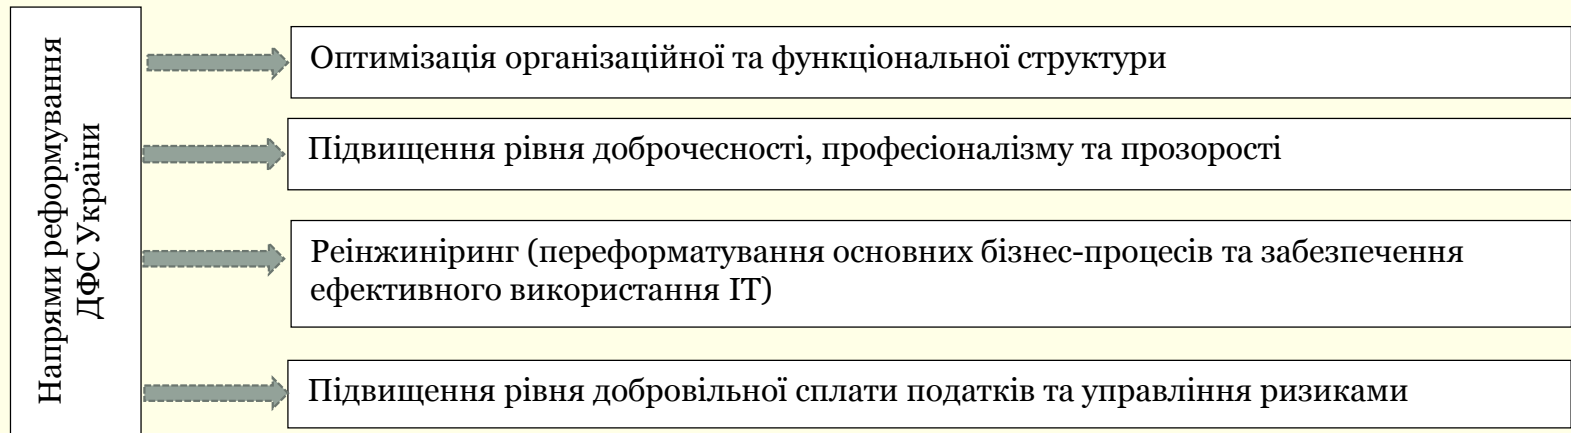 Напрями реформування
ДФС України
Оптимізація організаційної та функціональної структури
Підвищення рівня доброчесності, професіоналізму та прозорості
Реінжиніринг (переформатування основних бізнес-процесів та забезпечення
ефективного використання ІТ)
Підвищення рівня добровільної сплати податків та управління ризиками